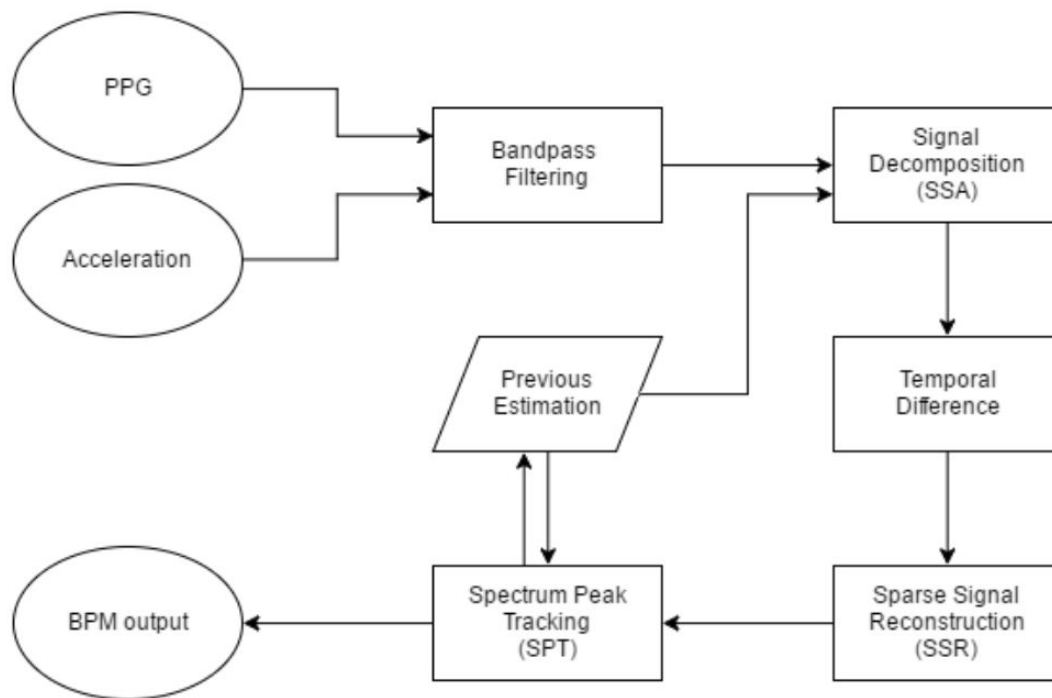 PPG
Bandpass
Filtering
Signal
Decomposition
(SSA)
Acceleration
Previous
Estimation
Temporal
Difference
BPM output
Spectrum Peak
Tracking
(SPT)
Sparse Signal
Reconstruction
(SSR)